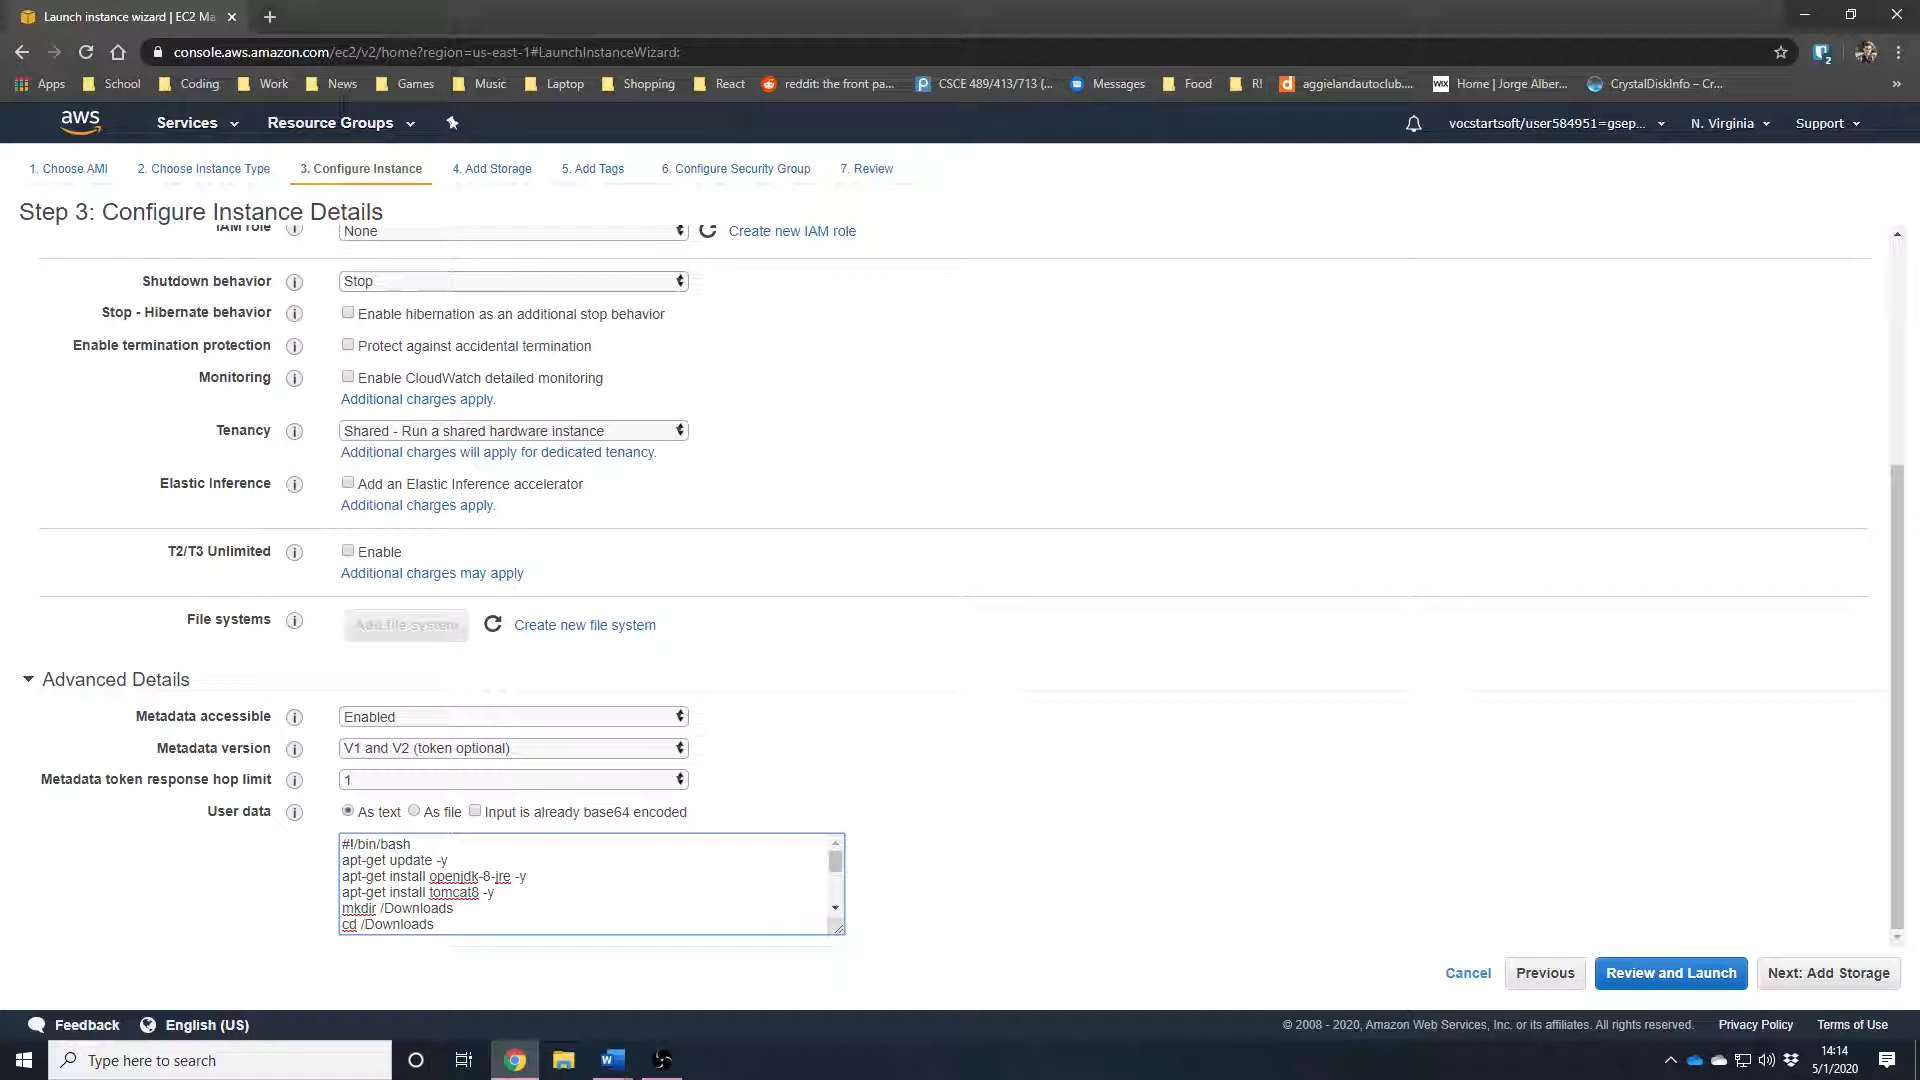 Launch instance wizard | EC2 Ma
console.aws.amazon.com/ec2/v2/home?region=us-east-1#LaunchInstanceWizard:
2
Apps School Coding Work News Games Music Laptop Shopping React reddit: the front pa... CSCE 489/413/713 (... Messages Food R! aggielandautoclub.... WIX Home | Jorge Alber... CrystalDiskInfo – Cr... »
aws Services Resource Groups vocstartsoft/user584951=gsep... N. Virginia Support
1. Choose AMI 2. Choose Instance Type 3. Configure Instance 4. Add Storage 5. Add Tags 6. Configure Security Group 7. Review
Step 3: Configure Instance Details
IAM role None Create new IAM role
Shutdown behavior Stop
Stop - Hibernate behavior Enable hibernation as an additional stop behavior
Enable termination protection Protect against accidental termination
Monitoring Enable CloudWatch detailed monitoring
Additional charges apply.
Tenancy Shared - Run a shared hardware instance
Additional charges will apply for dedicated tenancy.
Elastic Inference Add an Elastic Inference accelerator
Additional charges apply.
T2/T3 Unlimited Enable
Additional charges may apply
File systems Add file system Create new file system
Advanced Details
Metadata accessible Enabled
Metadata version V1 and V2 (token optional)
Metadata token response hop limit 1
User data As text As file Input is already base64 encoded
#!/bin/bash
apt-get update -y
apt-get install openjdk-8-jre -y
apt-get install tomcat8 -y
mkdir /Downloads
cd /Downloads
Cancel Previous Review and Launch Next: Add Storage
Feedback English (US) © 2008 - 2020, Amazon Web Services, Inc. or its affiliates. All rights reserved. Privacy Policy Terms of Use
Type here to search
14:14
5/1/2020